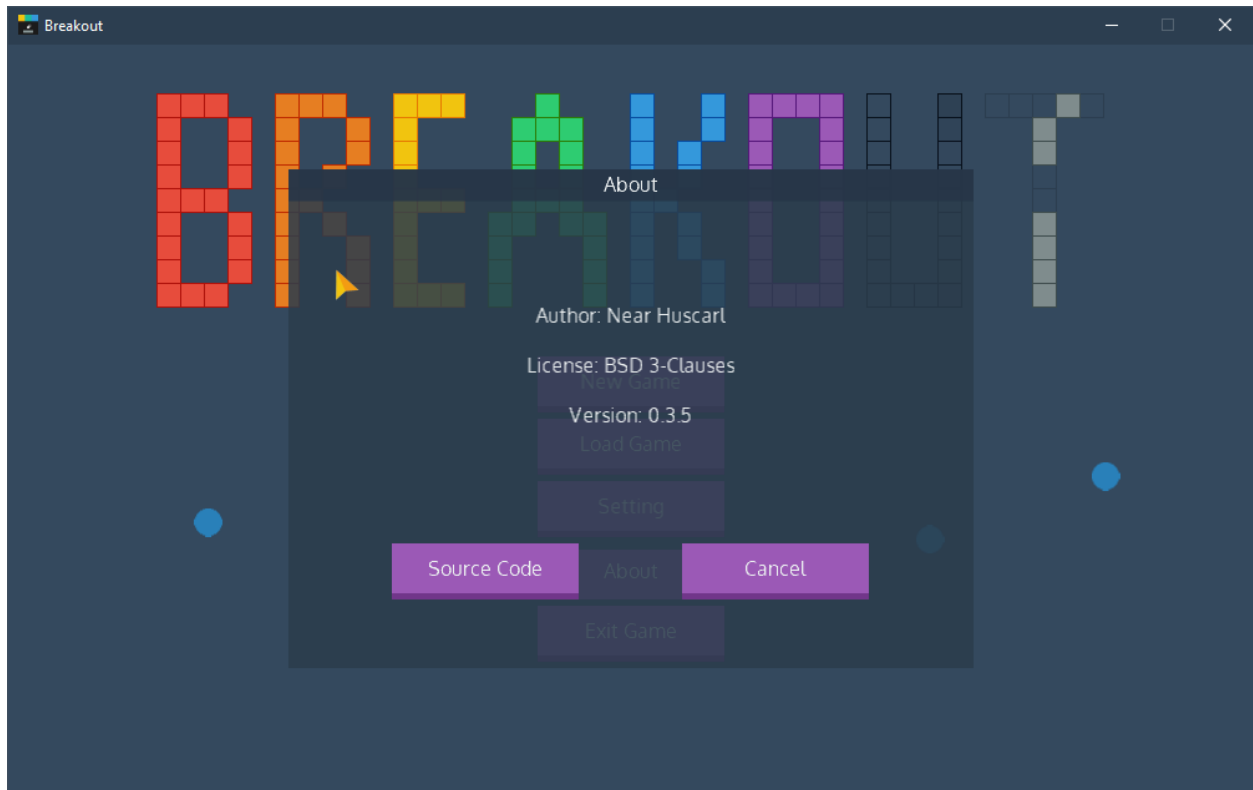 Breakout
BREAKOUT
About
Author: Near Huscarl
License: BSD 3-Clauses
New Game
Version: 0.3.5
Load Game
Setting
Source Code About Cancel
Exit Game